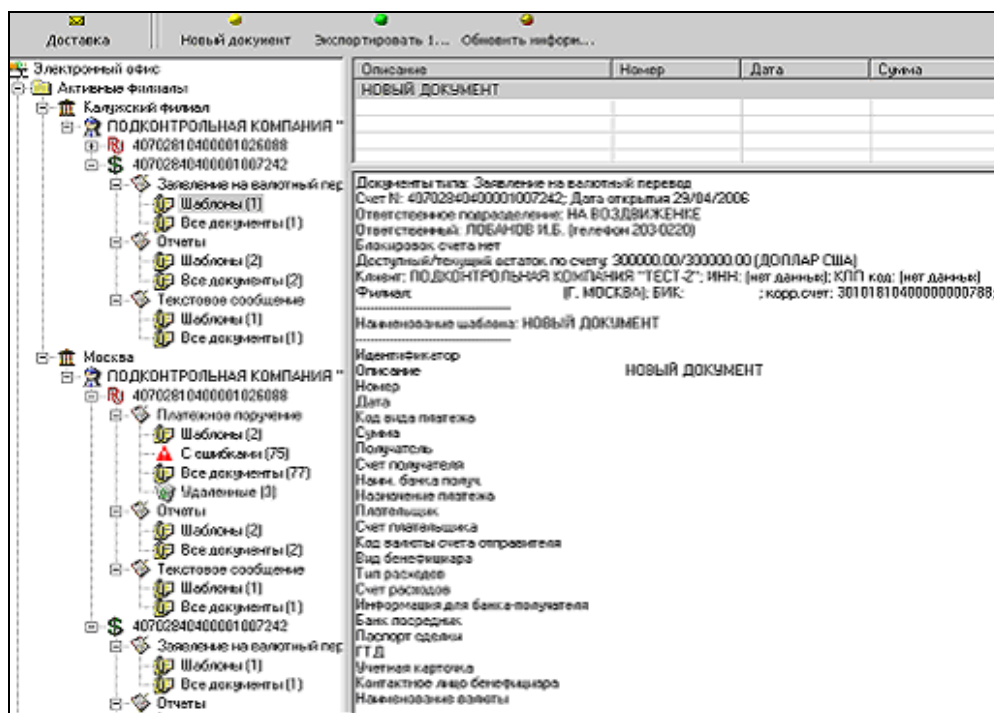 Доставка
Новый документ
Экспортировать 1...
Обновить информ...
Электронный офис
Активные филиалы
Калужский филиал
ПОДКОНТРОЛЬНАЯ КОМПАНИЯ "
40702810400001026088
40702840400001007242
Заявление на валютный пер
Шаблоны (1)
Все документы (1)
Отчеты
Шаблоны (2)
Все документы (2)
Текстовое сообщение
Шаблоны (1)
Все документы (1)
Москва
ПОДКОНТРОЛЬНАЯ КОМПАНИЯ "
40702810400001026088
Платежное поручение
Шаблоны (2)
С ошибками (75)
Все документы (77)
Удаленные (3)
Отчеты
Шаблоны (2)
Все документы (2)
Текстовое сообщение
Шаблоны (1)
Все документы (1)
40702840400001007242
Заявление на валютный пер
Шаблоны (1)
Все документы (1)
Отчеты
Описание Номер Дата Сумма
НОВЫЙ ДОКУМЕНТ
Документы типа: Заявление на валютный перевод
Счет N: 40702840400001007242; Дата открытия 29/04/2006
Ответственное подразделение: НА ВОЗДВИЖЕНКЕ
Ответственный: ЛОБАНОВ И.Б. (телефон 203-0220)
Блокировок счета нет
Доступный/текущий остаток по счету: 300000.00/300000.00 (ДОЛЛАР США)
Клиент: ПОДКОНТРОЛЬНАЯ КОМПАНИЯ "ТЕСТ-2"; ИНН: (нет данных); КПП код: (нет данных)
Филиал: (Г. МОСКВА); БИК: ; корр.счет: 30101810400000000788;
--------------------------------
Наименование шаблона: НОВЫЙ ДОКУМЕНТ
--------------------------------
Идентификатор
Описание НОВЫЙ ДОКУМЕНТ
Номер
Дата
Код вида платежа
Сумма
Получатель
Счет получателя
Наим. банка получ.
Назначение платежа
Плательщик
Счет плательщика
Код валюты счета отправителя
Вид бенефициара
Тип расходов
Счет расходов
Информация для банка-получателя
Банк посредник
Паспорт сделки
ГТД
Учетная карточка
Контактное лицо бенефициара
Наименование валюты